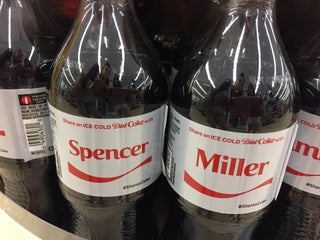 Share an ICE COLD Diet Coke with
Spencer
#ShareaCoke
Share an ICE COLD Diet Coke with
Miller
#ShareaCoke